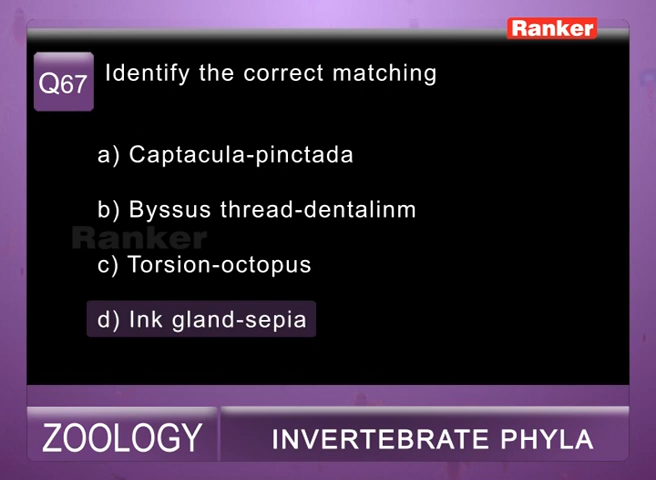 Ranker
Q67 Identify the correct matching
a) Captacula-pinctada
b) Byssus thread-dentalinm
Ranker
c) Torsion-octopus
d) Ink gland-sepia
ZOOLOGY INVERTEBRATE PHYLA